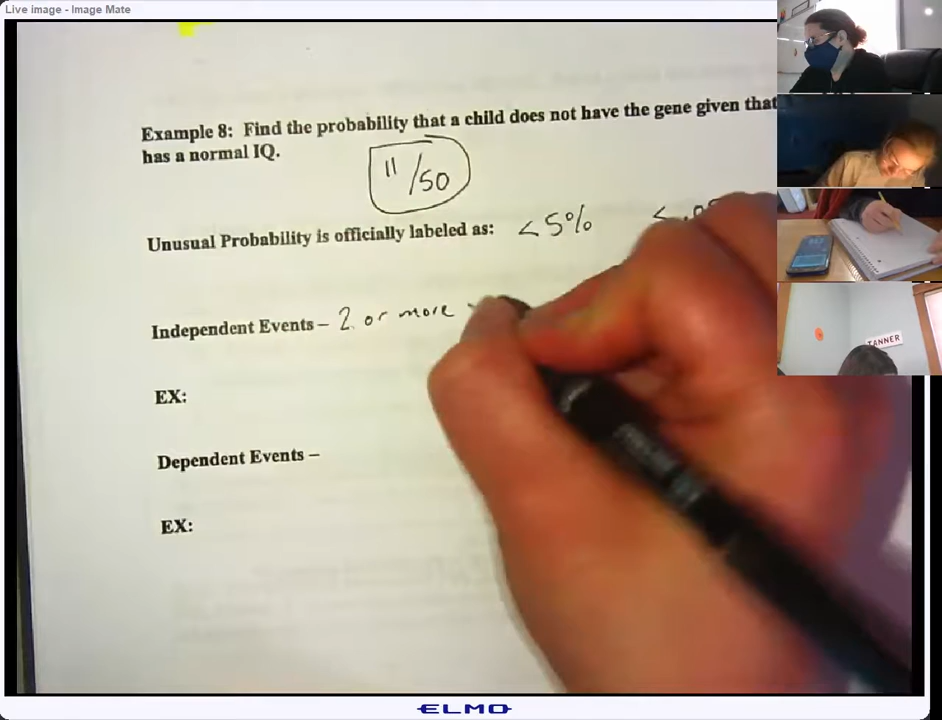 Live image - Image Mate
Example 8: Find the probability that a child does not have the gene given that
has a normal IQ.
11/50
Unusual Probability is officially labeled as: <5% <.05
Independent Events – 2 or more
EX:
Dependent Events –
EX:
TANNER
ELMO